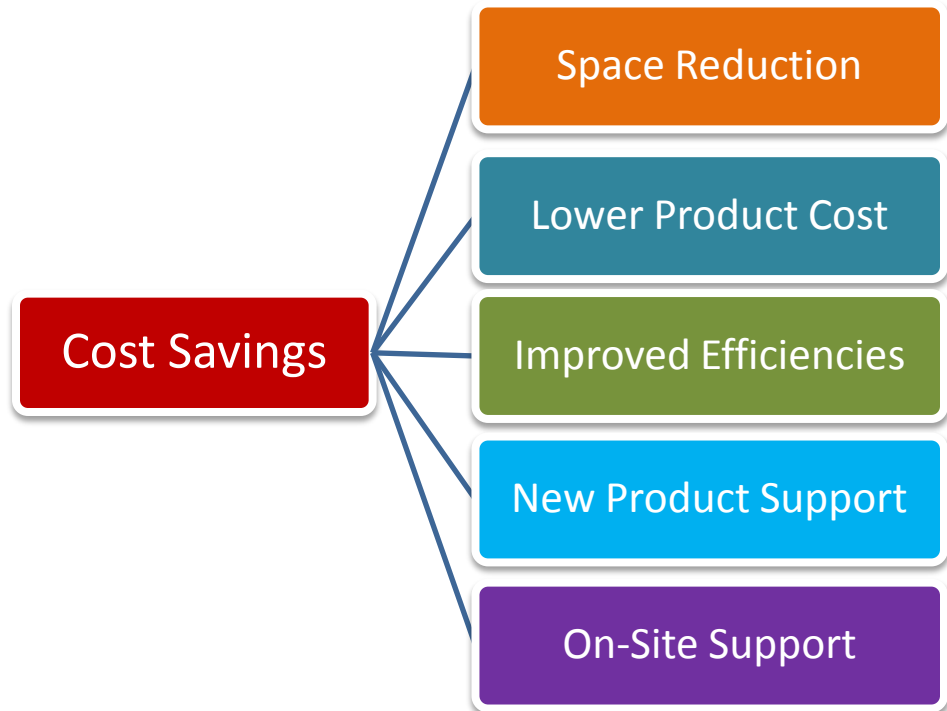 Space Reduction
Lower Product Cost
Cost Savings
Improved Efficiencies
New Product Support
On-Site Support